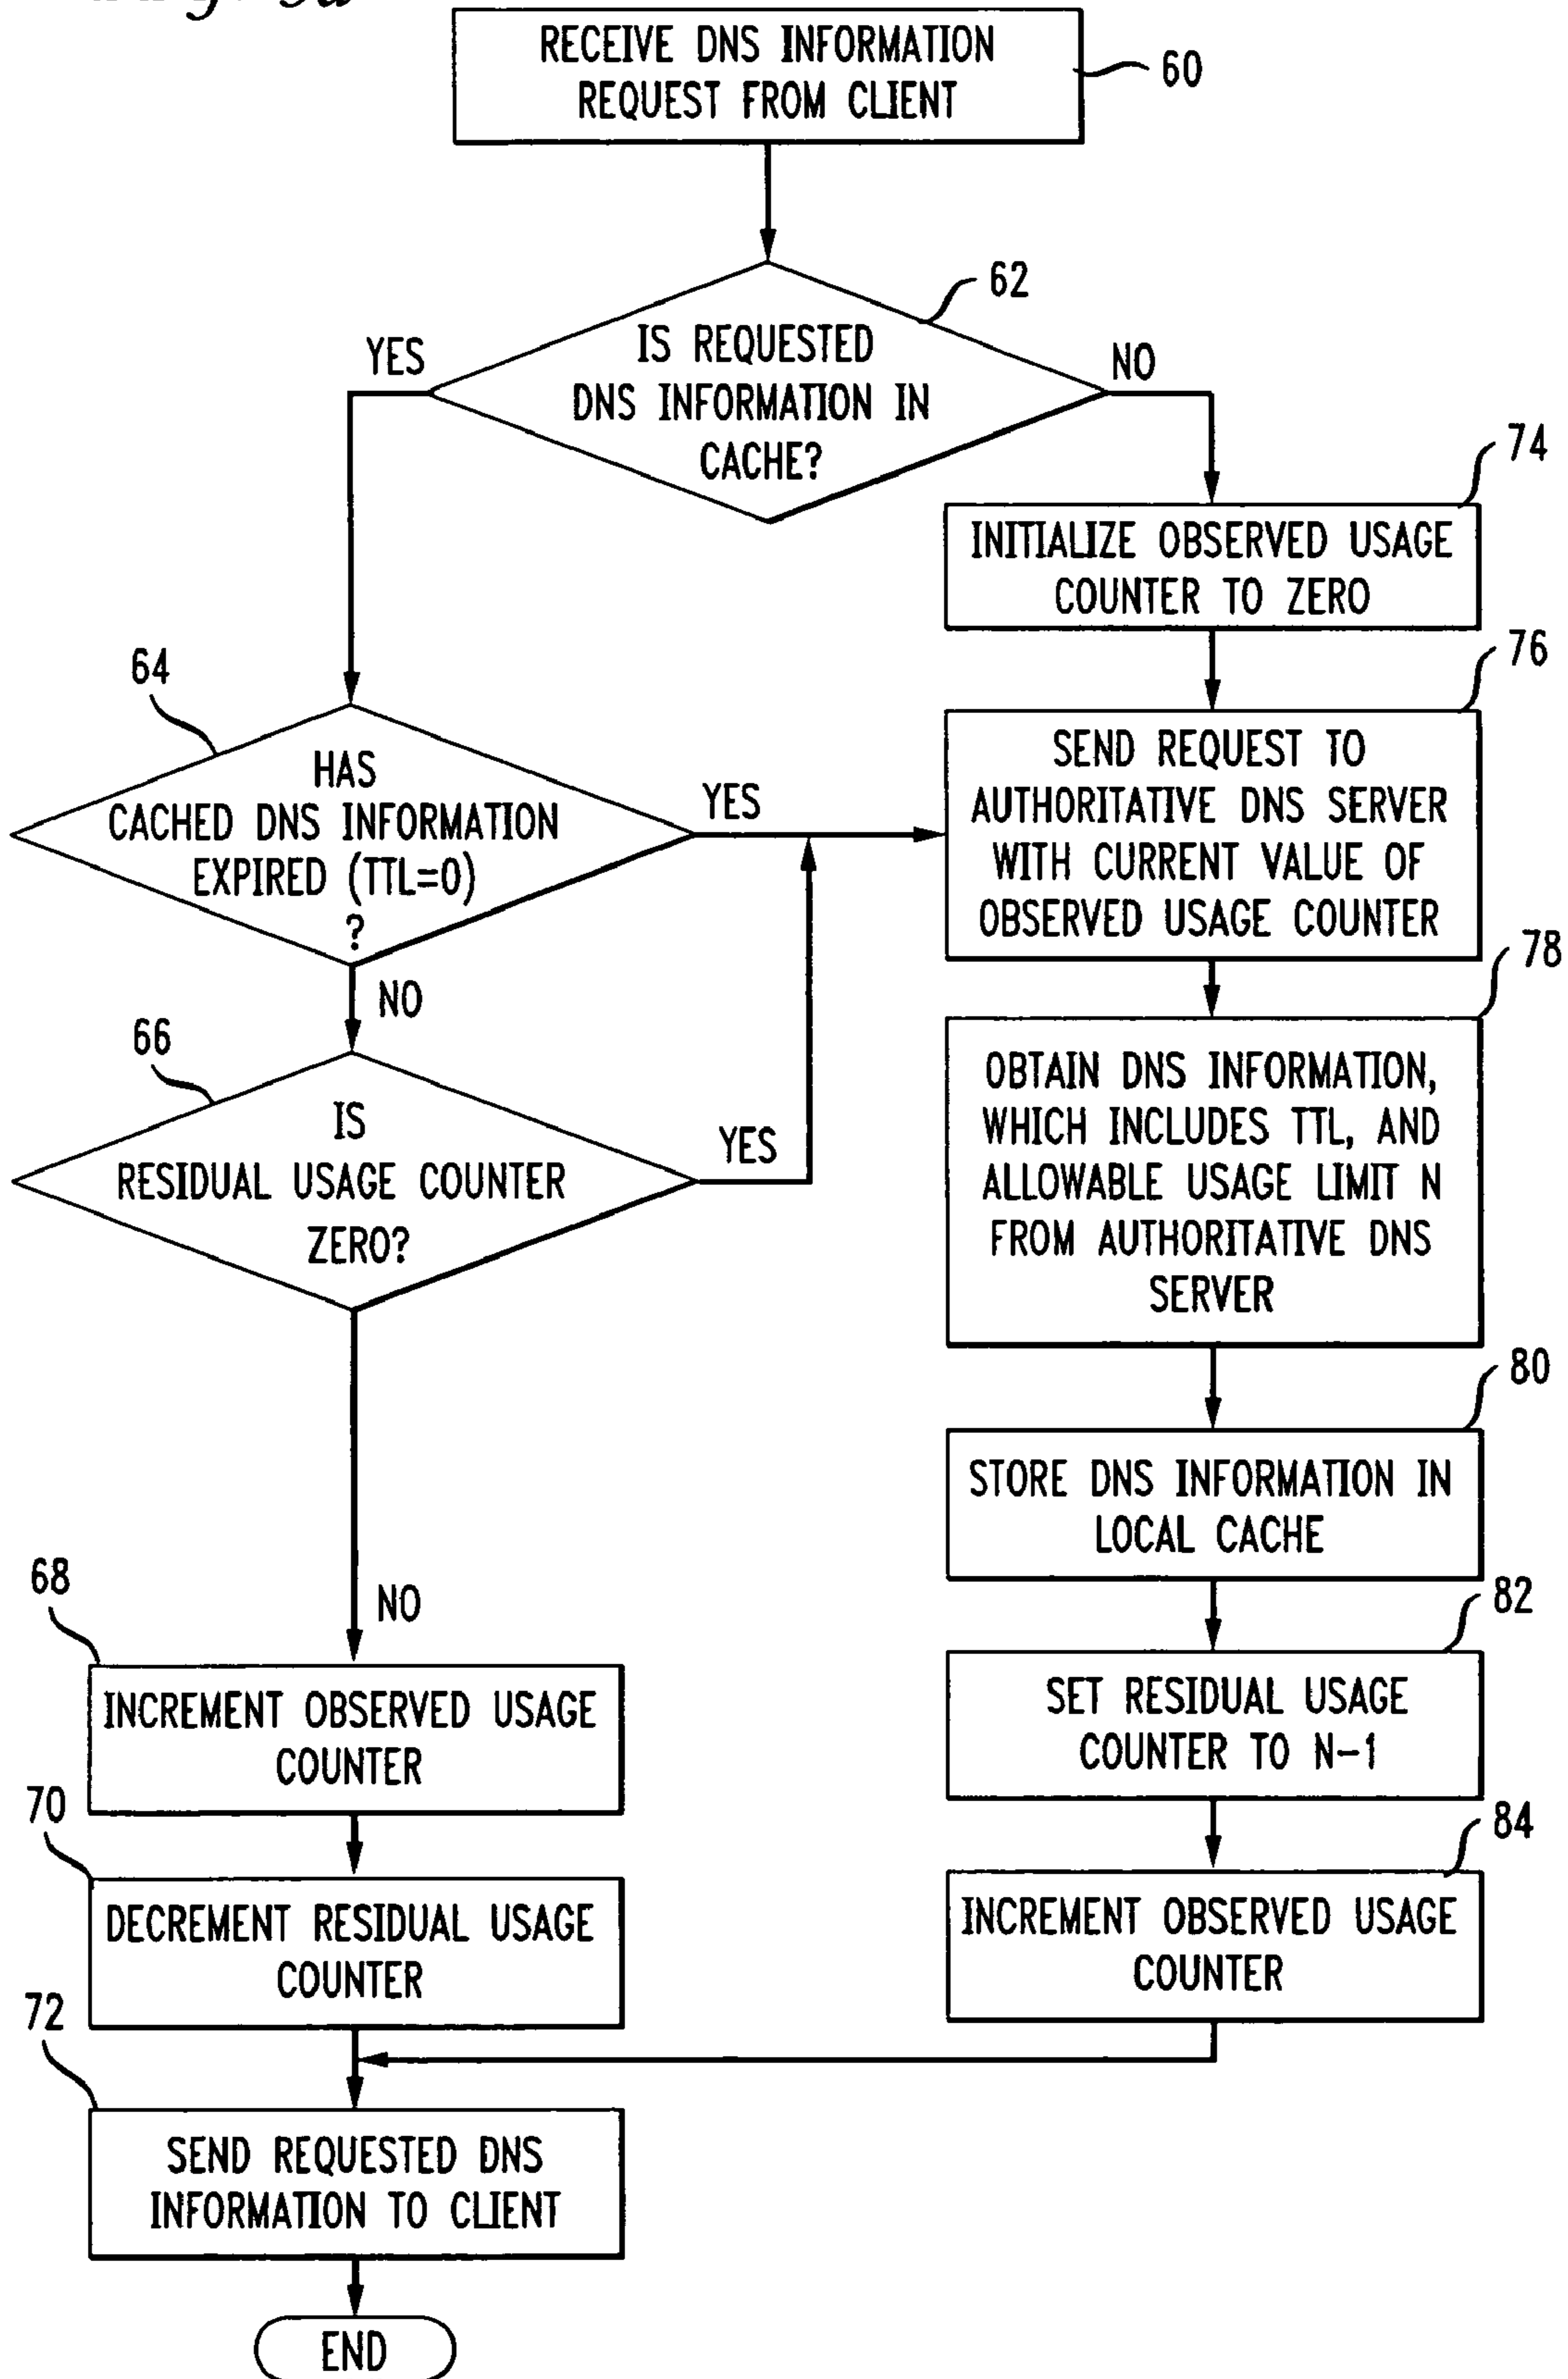 RECEIVE DNS INFORMATION
REQUEST FROM CLIENT
60
62
IS REQUESTED
DNS INFORMATION IN
CACHE?
YES
NO
74
INITIALIZE OBSERVED USAGE
COUNTER TO ZERO
64
HAS
CACHED DNS INFORMATION
EXPIRED (TTL=0)
?
YES
NO
76
SEND REQUEST TO
AUTHORITATIVE DNS SERVER
WITH CURRENT VALUE OF
OBSERVED USAGE COUNTER
66
IS
RESIDUAL USAGE COUNTER
ZERO?
YES
NO
78
OBTAIN DNS INFORMATION,
WHICH INCLUDES TTL, AND
ALLOWABLE USAGE LIMIT N
FROM AUTHORITATIVE DNS
SERVER
80
STORE DNS INFORMATION IN
LOCAL CACHE
68
INCREMENT OBSERVED USAGE
COUNTER
82
SET RESIDUAL USAGE
COUNTER TO N-1
70
DECREMENT RESIDUAL USAGE
COUNTER
84
INCREMENT OBSERVED USAGE
COUNTER
72
SEND REQUESTED DNS
INFORMATION TO CLIENT
END